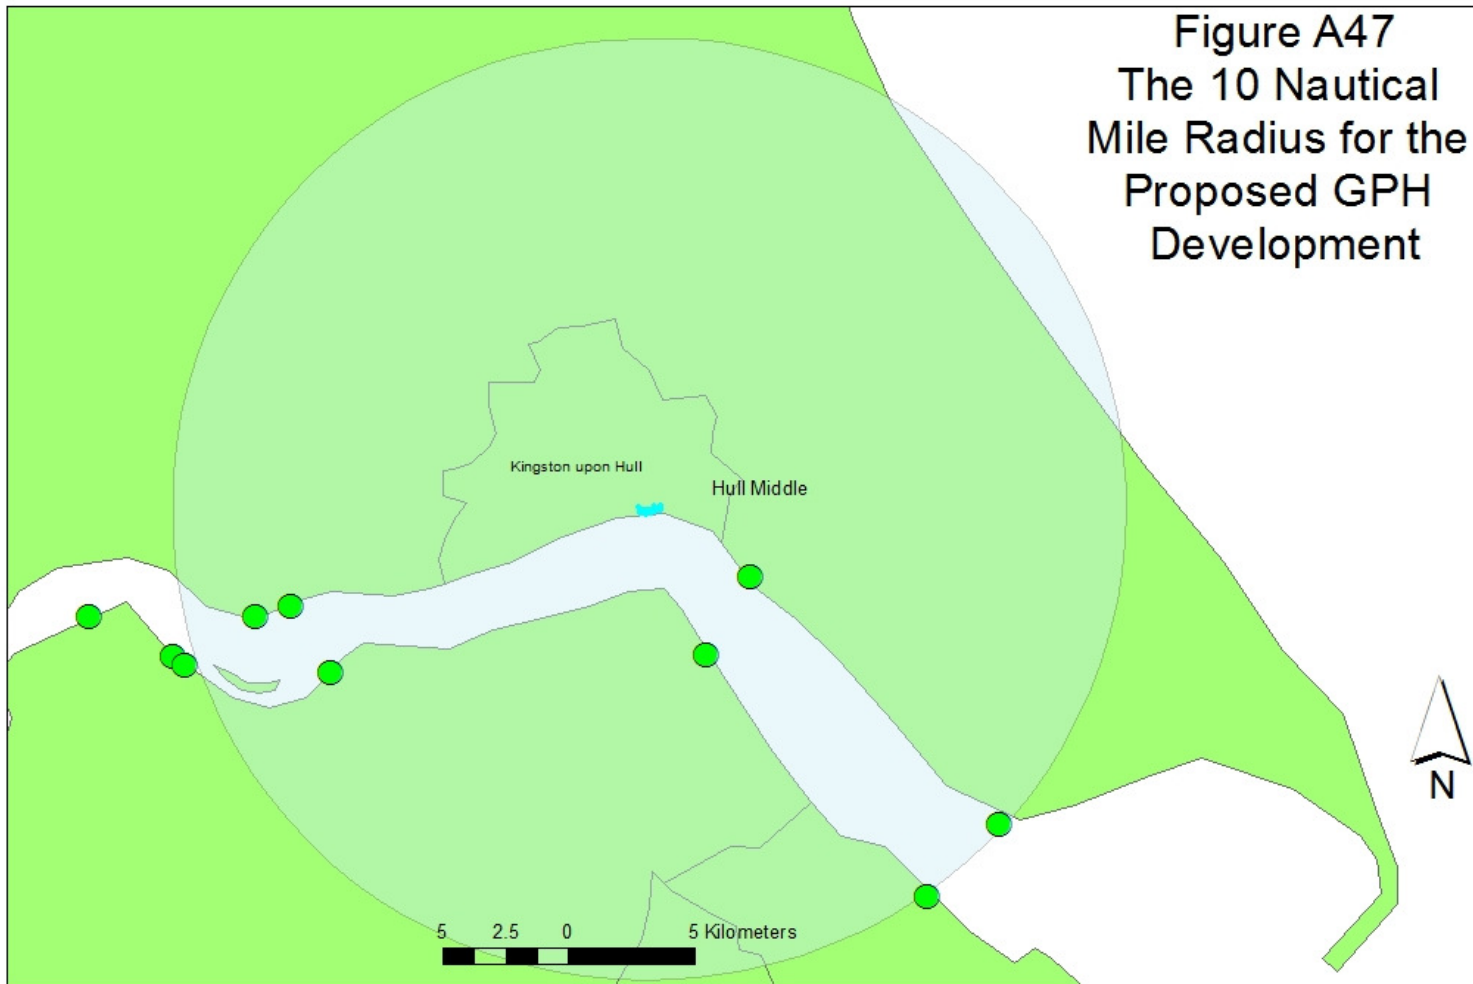 Figure A47
The 10 Nautical
Mile Radius for the
Proposed GPH
Development
Kingston upon Hull
Hull Middle
N
5 2.5 0 5 Kilometers